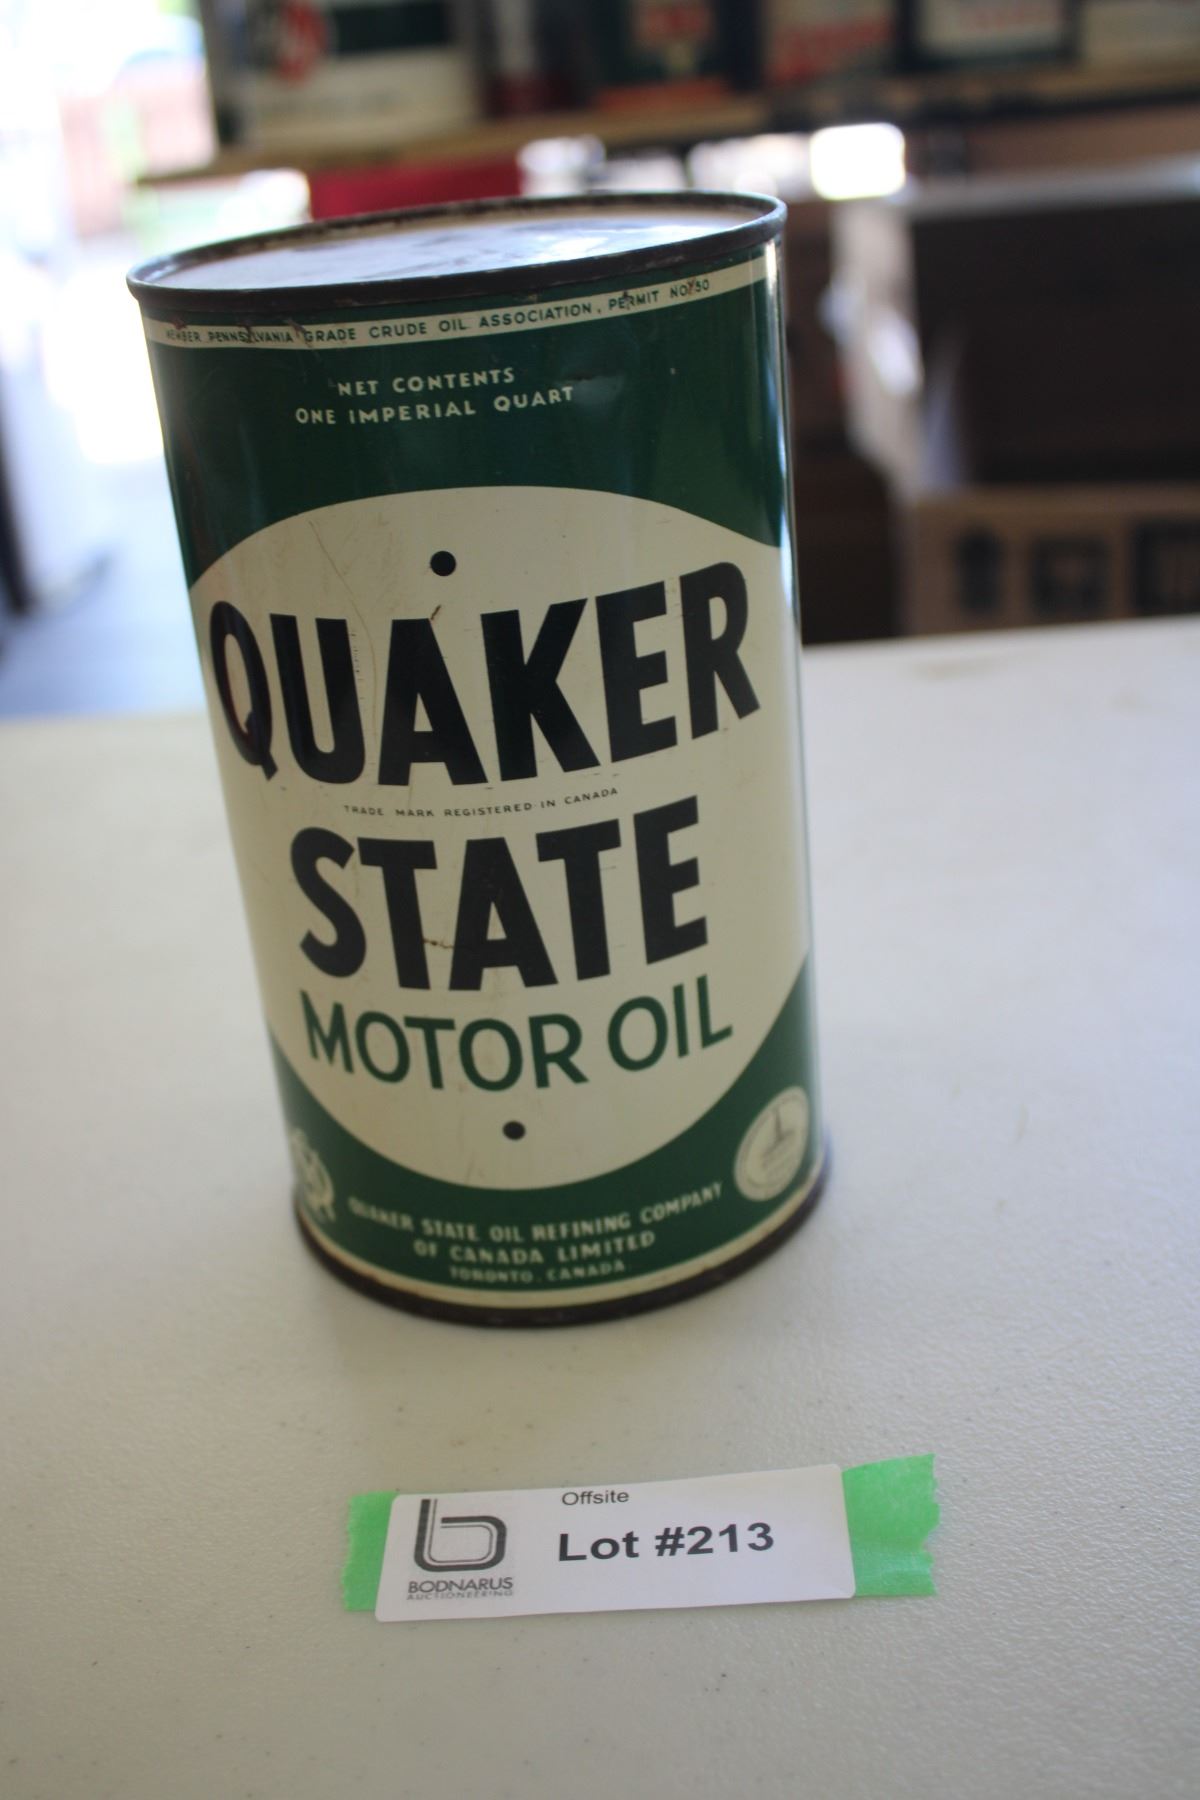 MEMBER PENNSYLVANIA GRADE CRUDE OIL ASSOCIATION, PERMIT NO. 50
NET CONTENTS
ONE IMPERIAL QUART
QUAKER
TRADE MARK REGISTERED IN CANADA
STATE
MOTOR OIL
QUAKER STATE OIL REFINING COMPANY
OF CANADA LIMITED
TORONTO, CANADA.
Offsite
Lot #213
BODNARUS
AUCTIONEERING